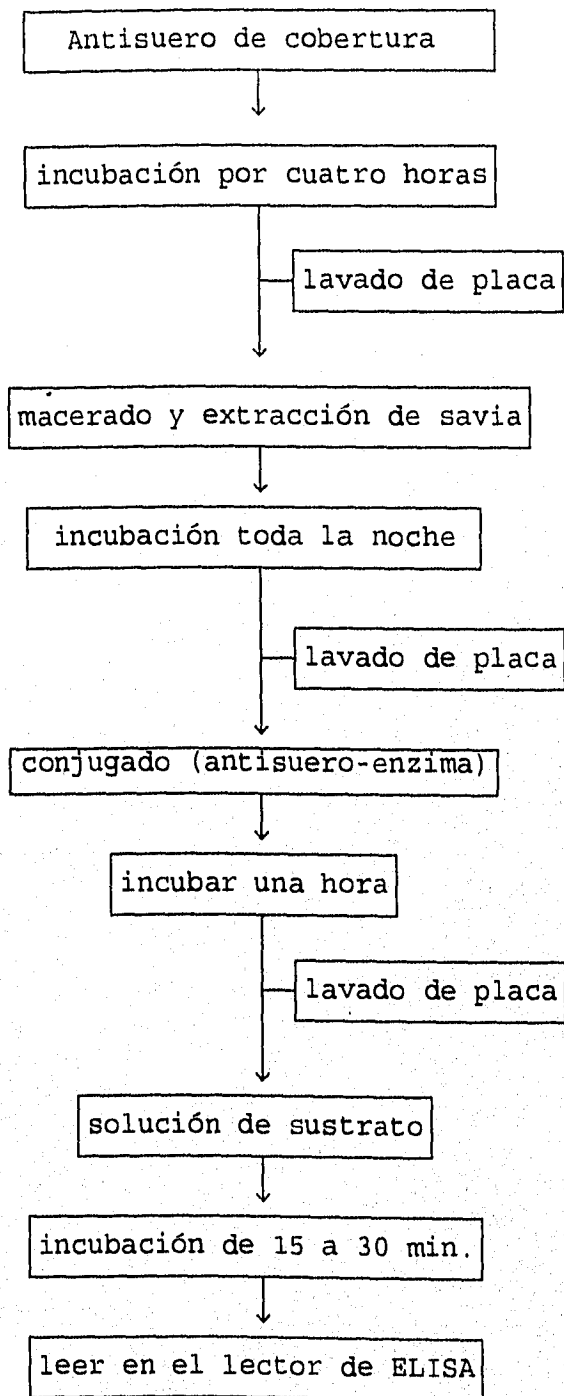 Antisuero de cobertura
incubación por cuatro horas
lavado de placa
macerado y extracción de savia
incubación toda la noche
lavado de placa
conjugado (antisuero-enzima)
incubar una hora
lavado de placa
solución de sustrato
incubación de 15 a 30 min.
leer en el lector de ELISA